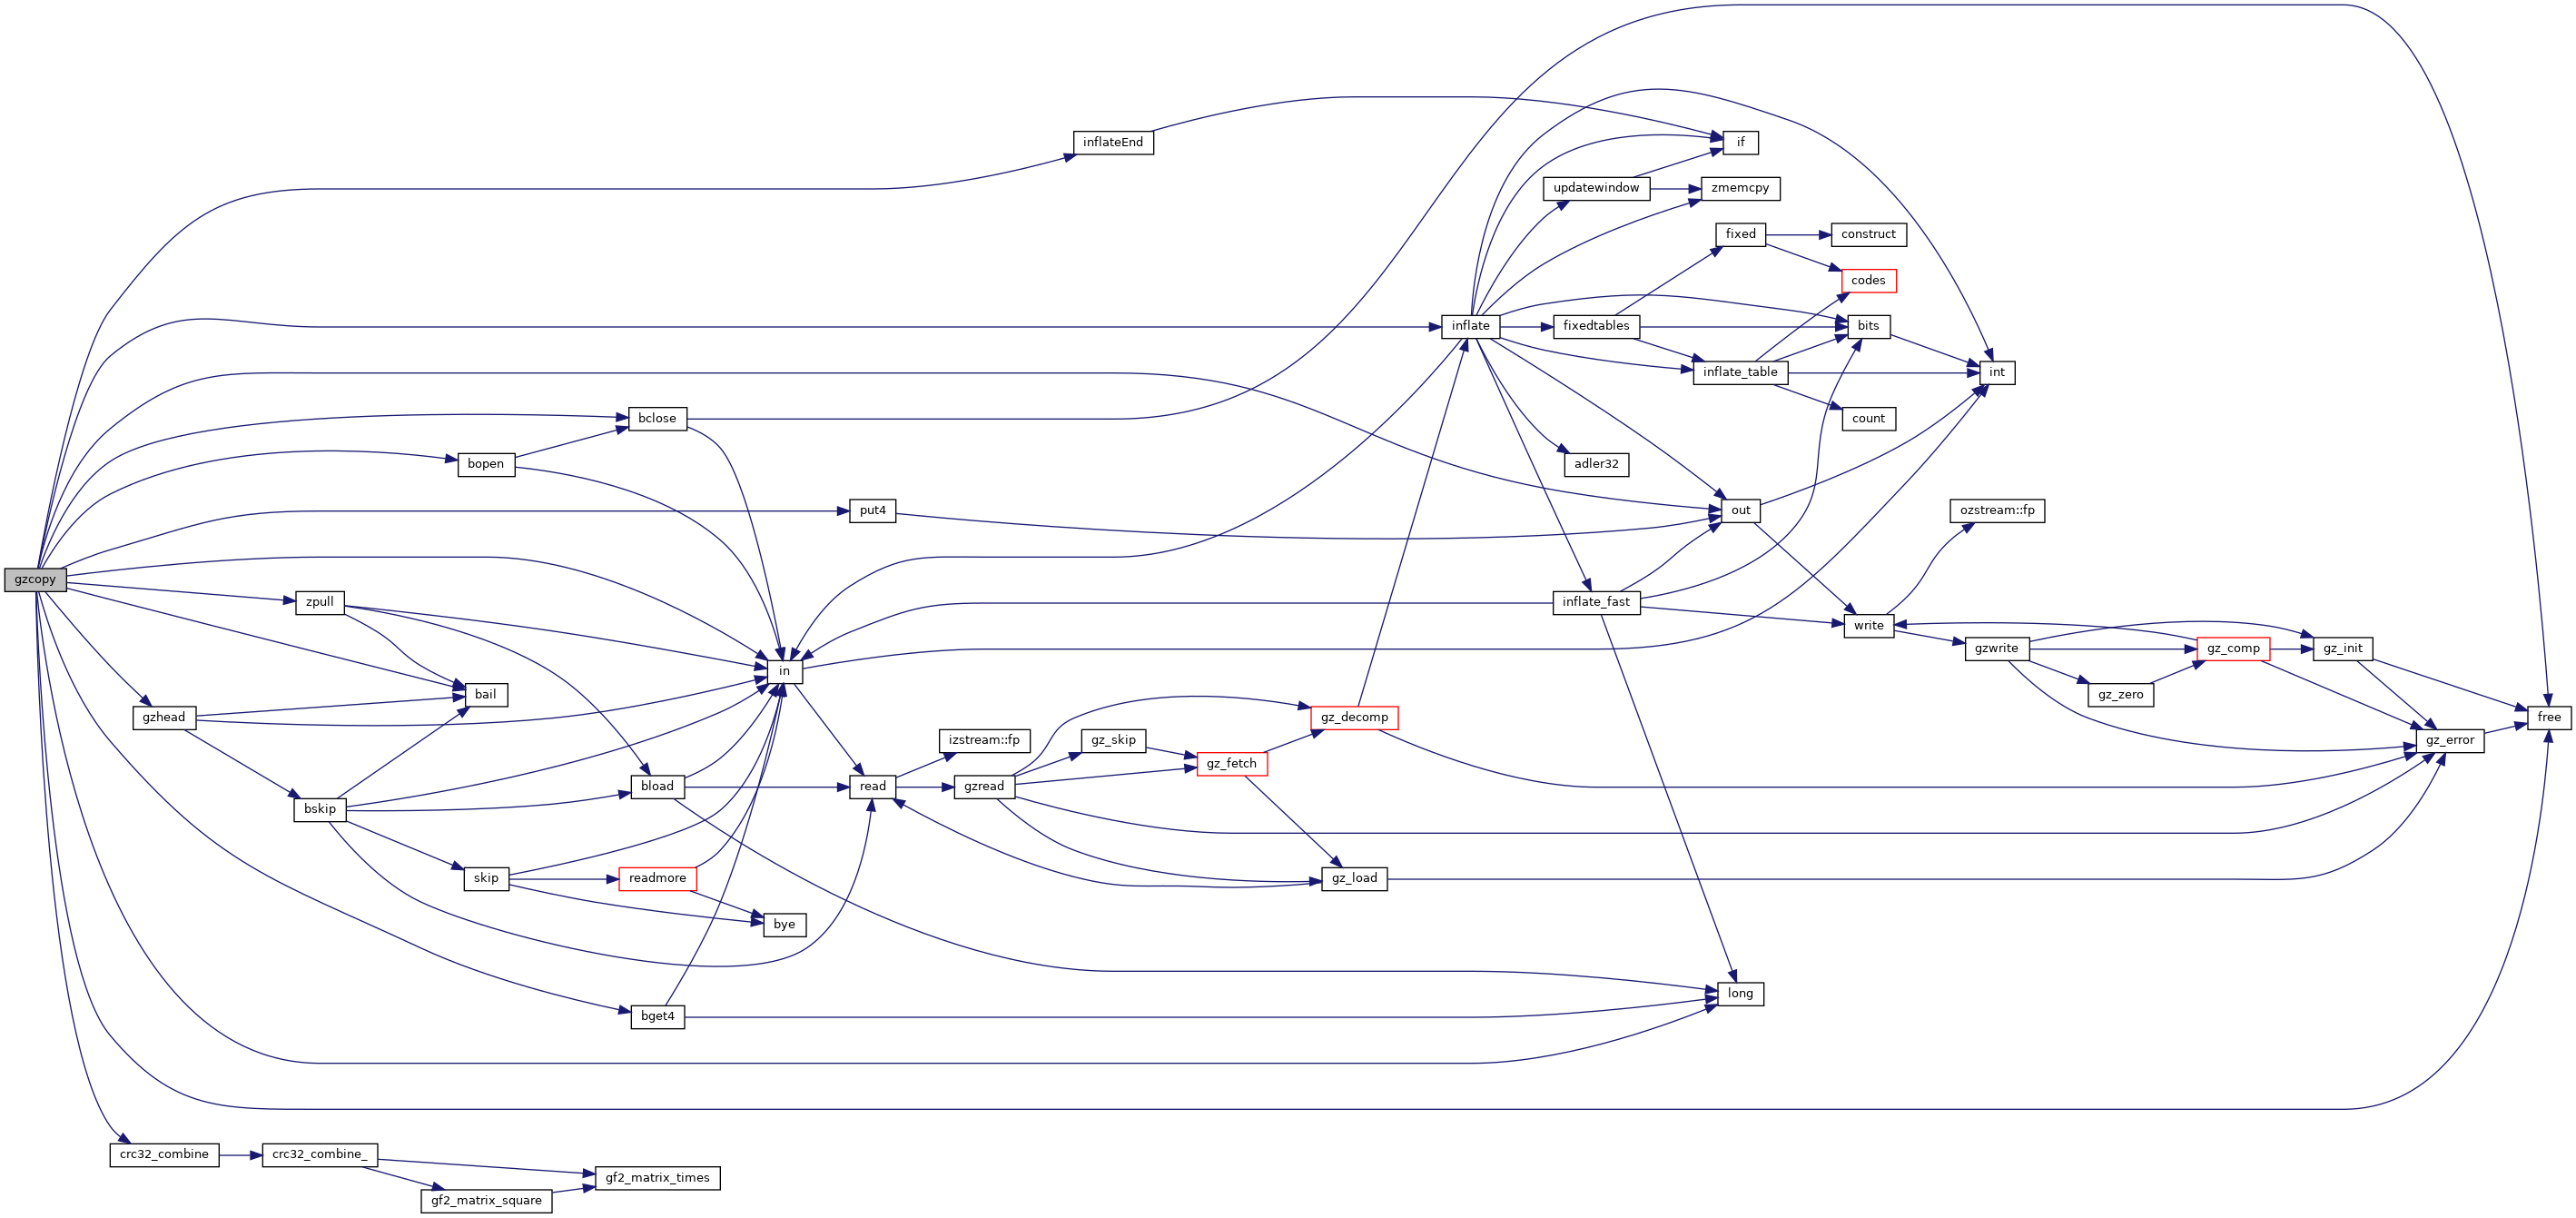 gzcopy
inflateEnd
if
updatewindow
zmemcpy
fixed
construct
codes
inflate
fixedtables
bits
inflate_table
int
bclose
count
bopen
adler32
put4
out
ozstream::fp
zpull
inflate_fast
write
in
gzwrite
gz_comp
gz_init
bail
gz_zero
gzhead
gz_decomp
free
izstream::fp
gz_skip
gz_error
gz_fetch
bload
read
gzread
bskip
skip
readmore
gz_load
bye
long
bget4
crc32_combine
crc32_combine_
gf2_matrix_times
gf2_matrix_square